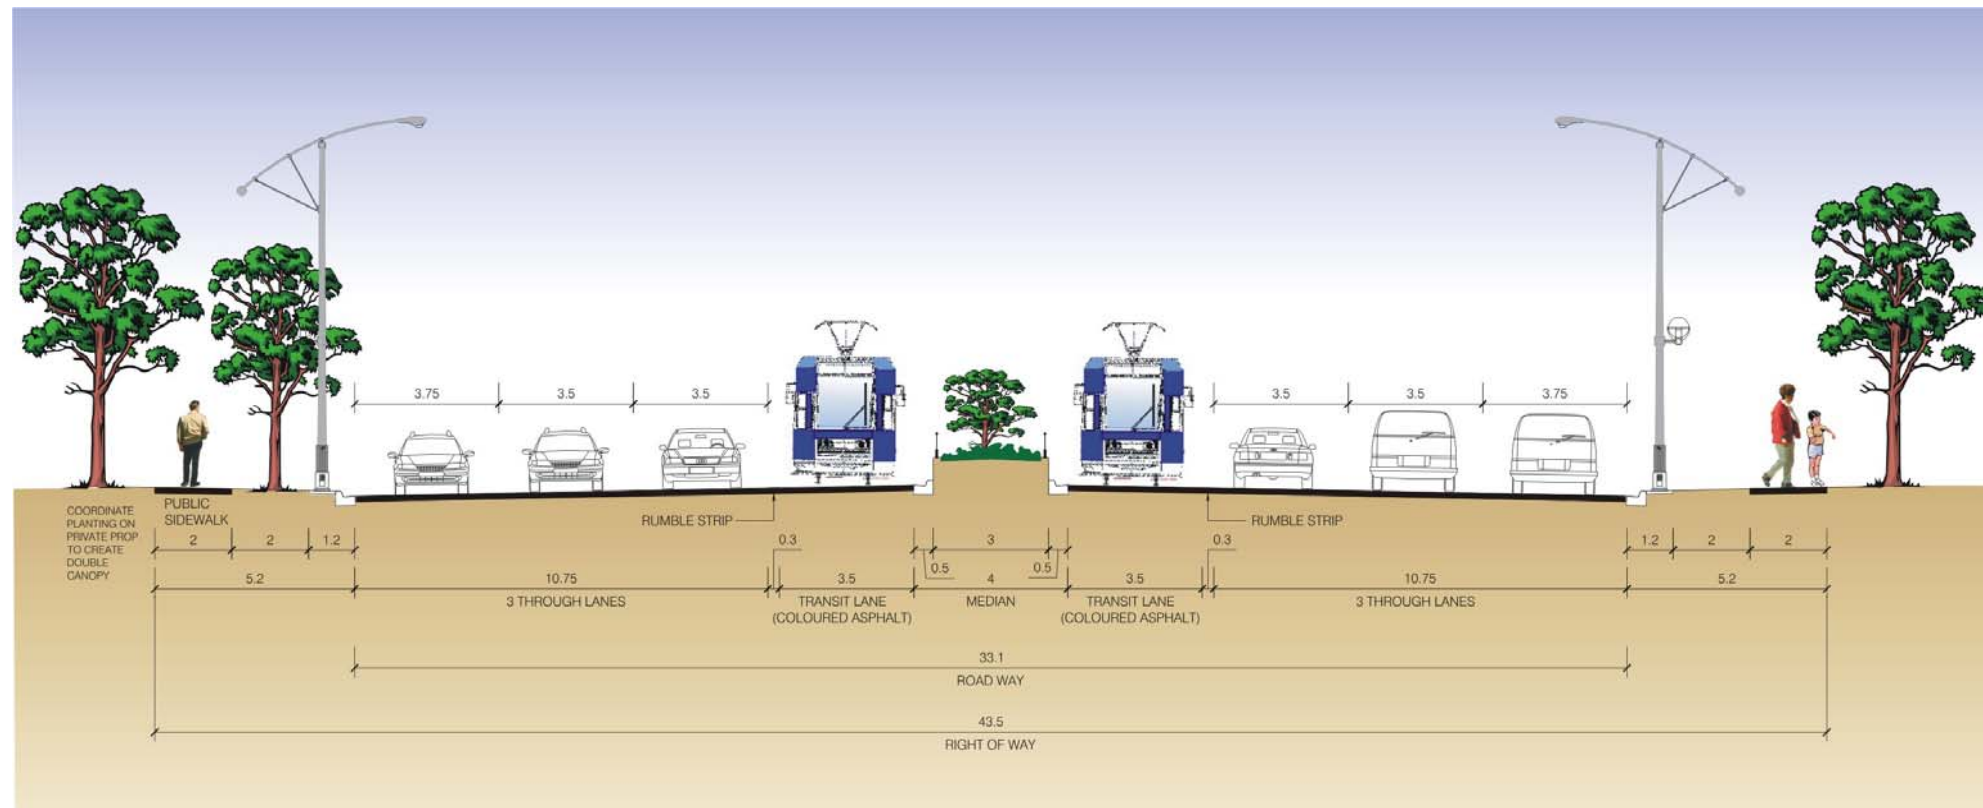 3.75 3.5 3.5 3.5 3.5 3.75
COORDINATE
PLANTING ON
PRIVATE PROP
TO CREATE
DOUBLE
CANOPY
PUBLIC
SIDEWALK
RUMBLE STRIP RUMBLE STRIP
2 2 1.2 0.3 3 0.3 1.2 2 2
0.5 0.5
5.2 10.75 3.5 4 3.5 10.75 5.2
3 THROUGH LANES TRANSIT LANE MEDIAN TRANSIT LANE 3 THROUGH LANES
(COLOURED ASPHALT) (COLOURED ASPHALT)
33.1
ROAD WAY
43.5
RIGHT OF WAY